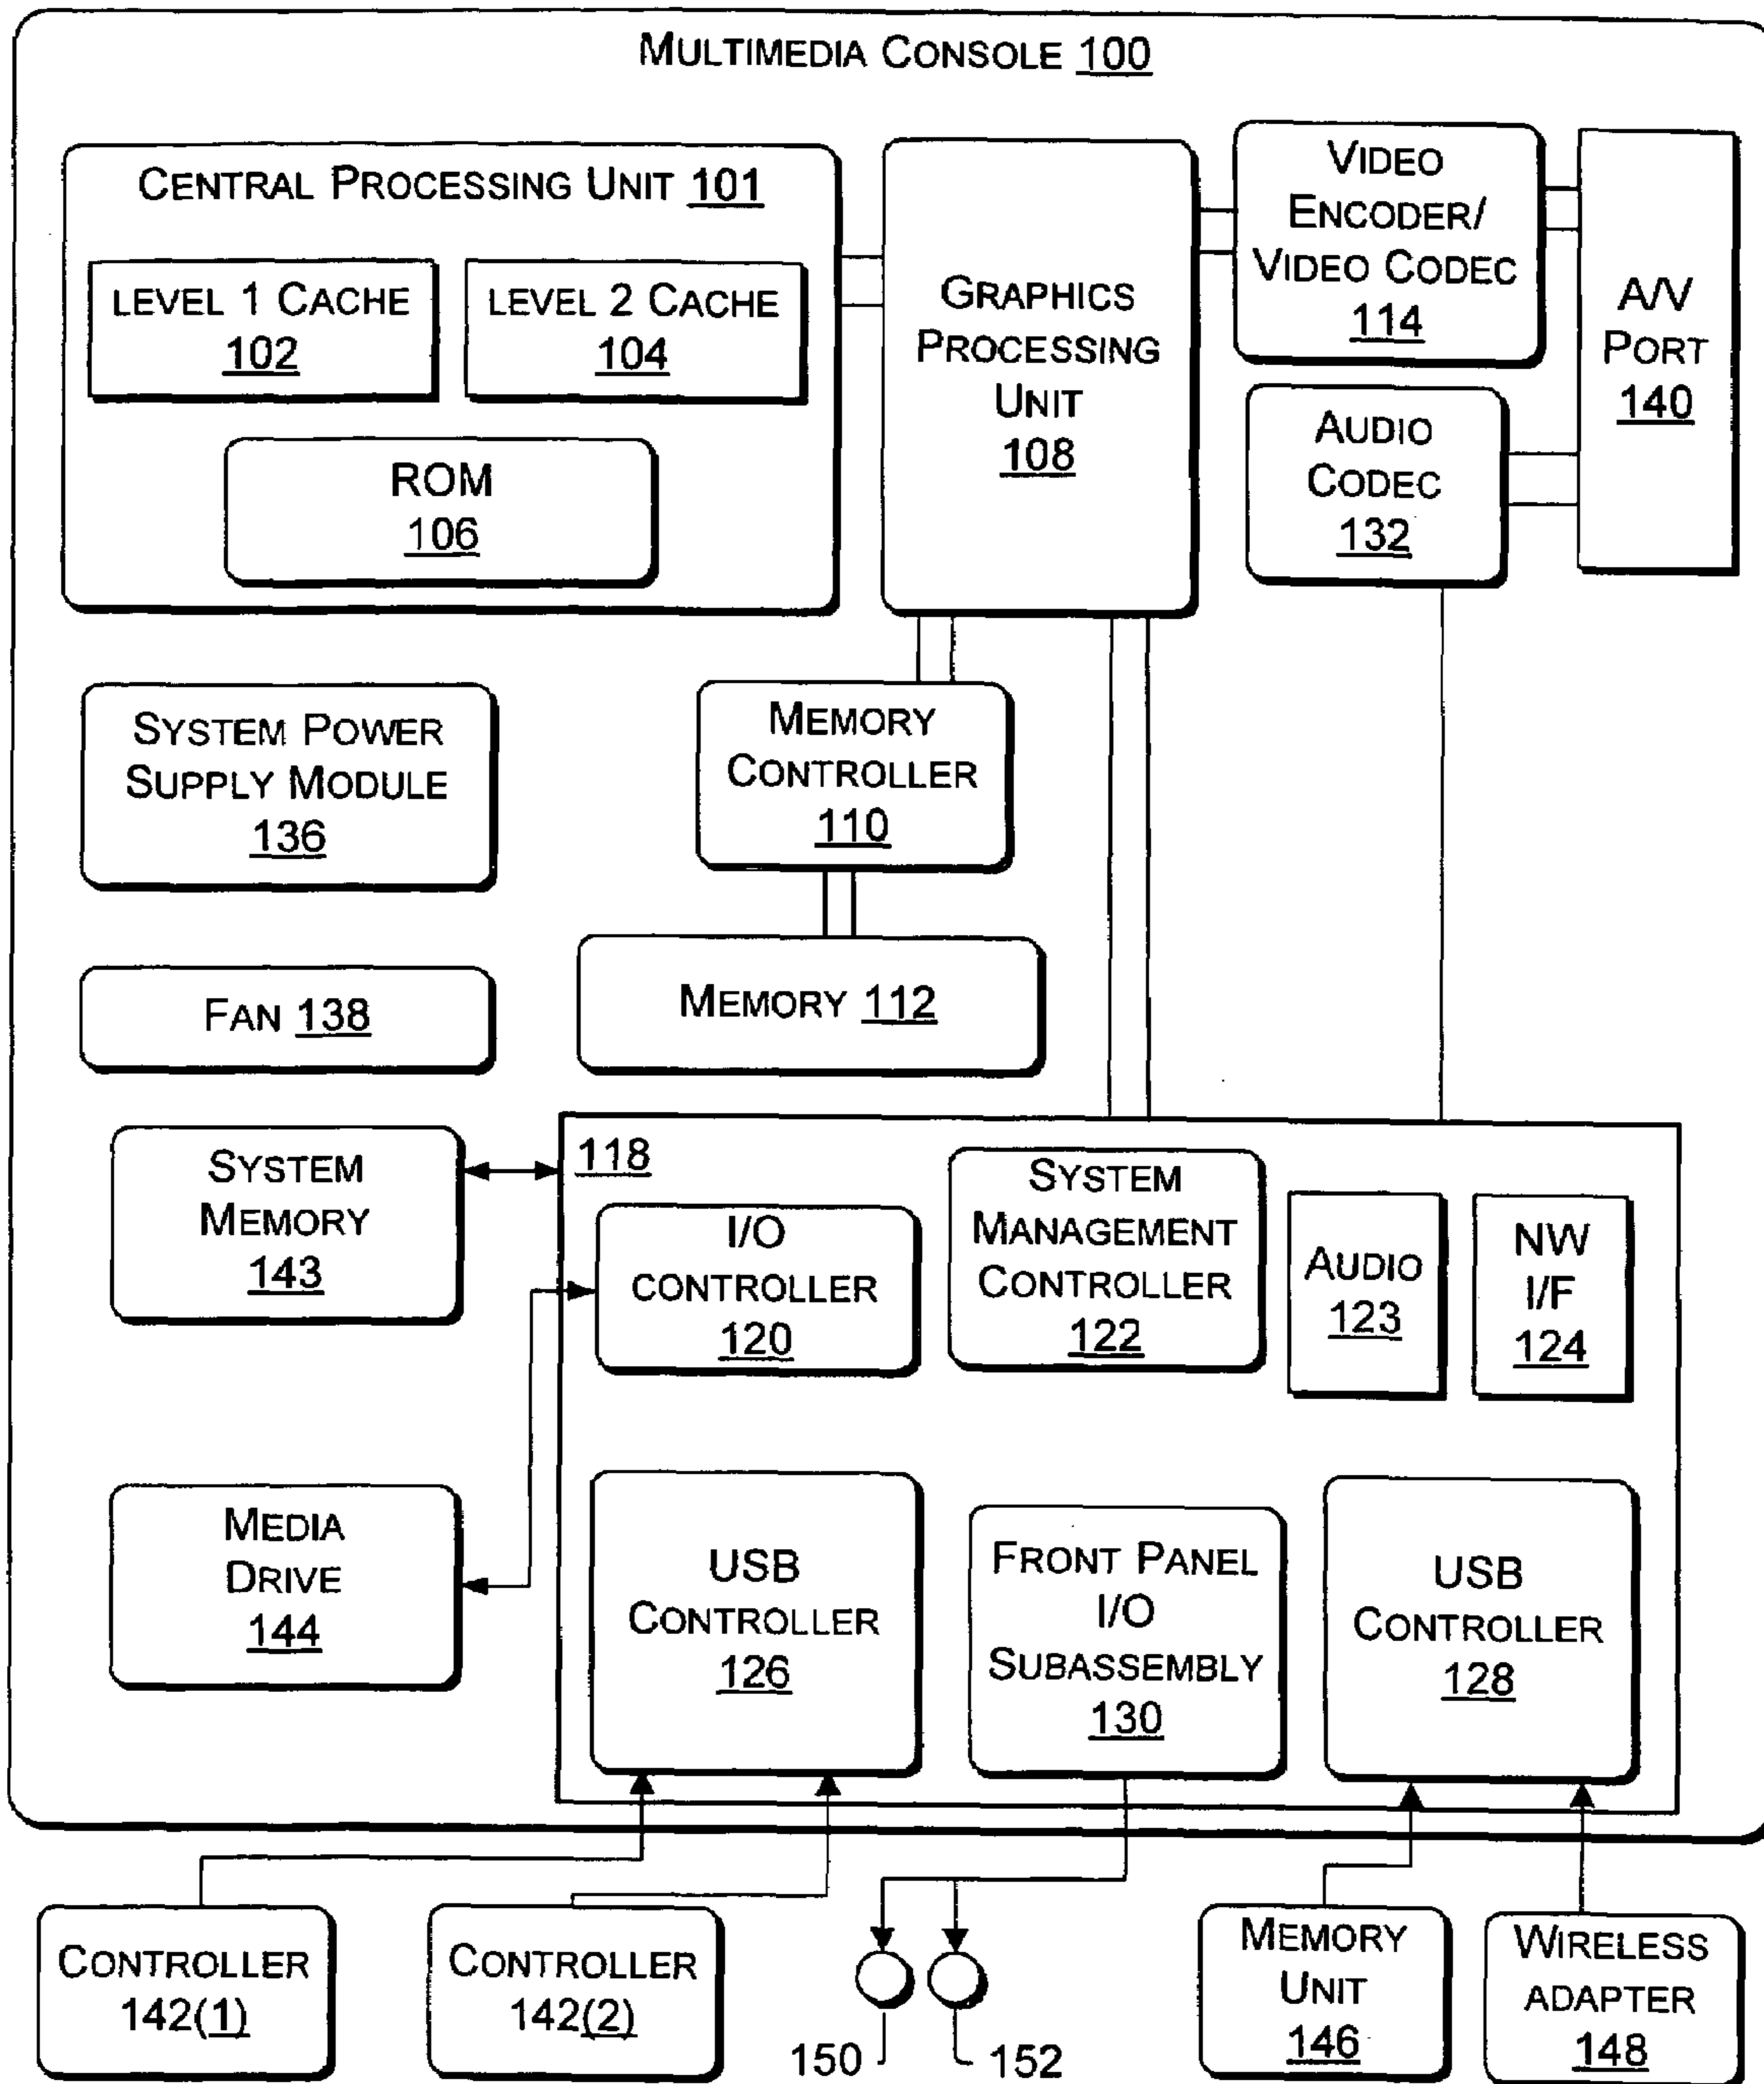 MULTIMEDIA CONSOLE 100
CENTRAL PROCESSING UNIT 101
LEVEL 1 CACHE
102
LEVEL 2 CACHE
104
ROM
106
GRAPHICS
PROCESSING
UNIT
108
VIDEO
ENCODER/
VIDEO CODEC
114
A/V
PORT
140
AUDIO
CODEC
132
SYSTEM POWER
SUPPLY MODULE
136
MEMORY
CONTROLLER
110
FAN 138
MEMORY 112
SYSTEM
MEMORY
143
118
I/O
CONTROLLER
120
SYSTEM
MANAGEMENT
CONTROLLER
122
AUDIO
123
NW
I/F
124
MEDIA
DRIVE
144
USB
CONTROLLER
126
FRONT PANEL
I/O
SUBASSEMBLY
130
USB
CONTROLLER
128
CONTROLLER
142(1)
CONTROLLER
142(2)
150
152
MEMORY
UNIT
146
WIRELESS
ADAPTER
148